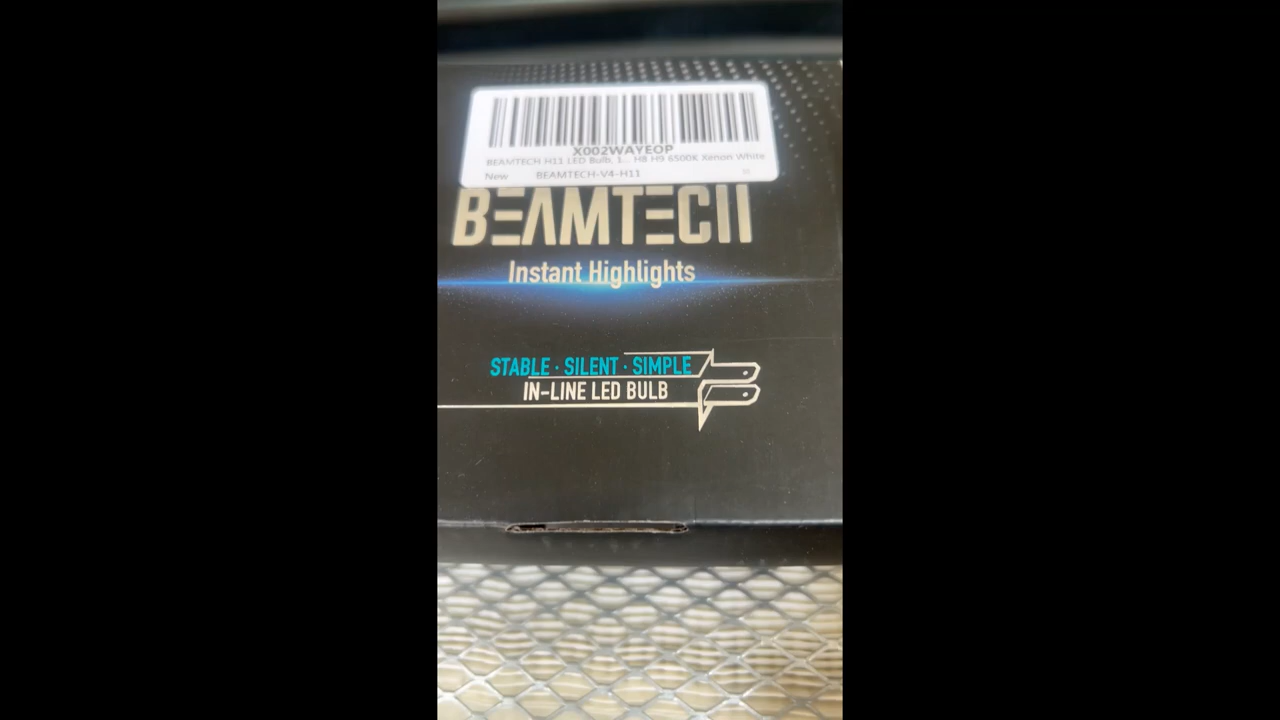 X002WAYEOP
BEAMTECH H11 LED Bulb, 1... H8 H9 6500K Xenon White
New BEAMTECH-V4-H11
BEAMTECH
Instant Highlights
STABLE · SILENT · SIMPLE
IN-LINE LED BULB